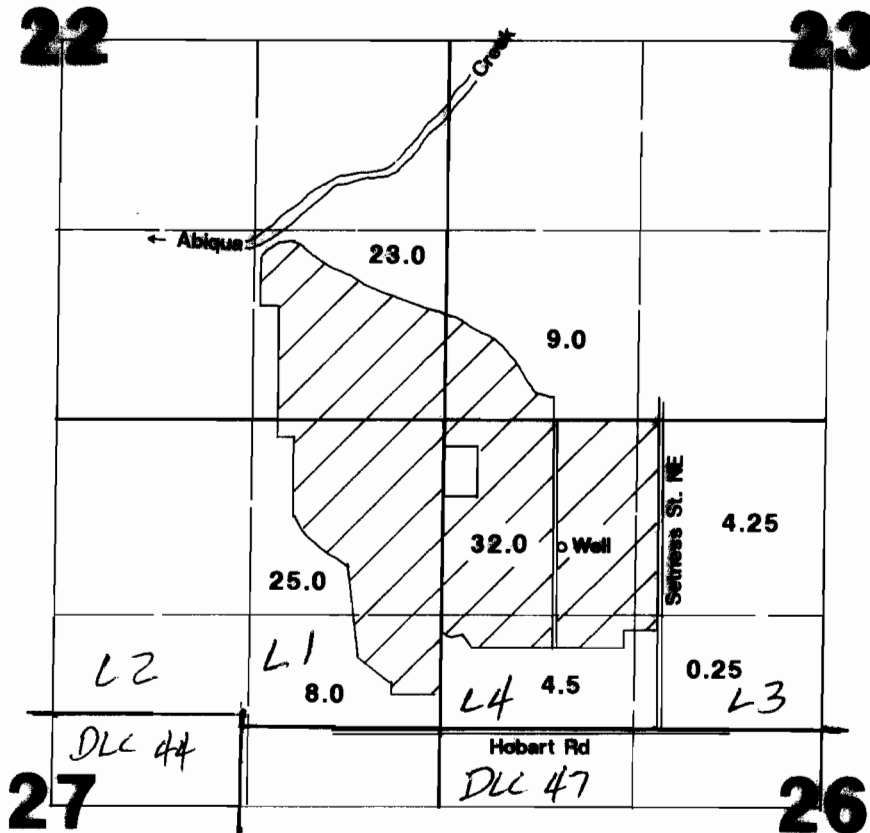 22
23
Creek
← Abiqua
23.0
9.0
Setness St. NE
4.25
32.0
Well
25.0
L2
L1
0.25
8.0
L4
4.5
L3
DLC 44
Hobart Rd
27
DLC 47
26